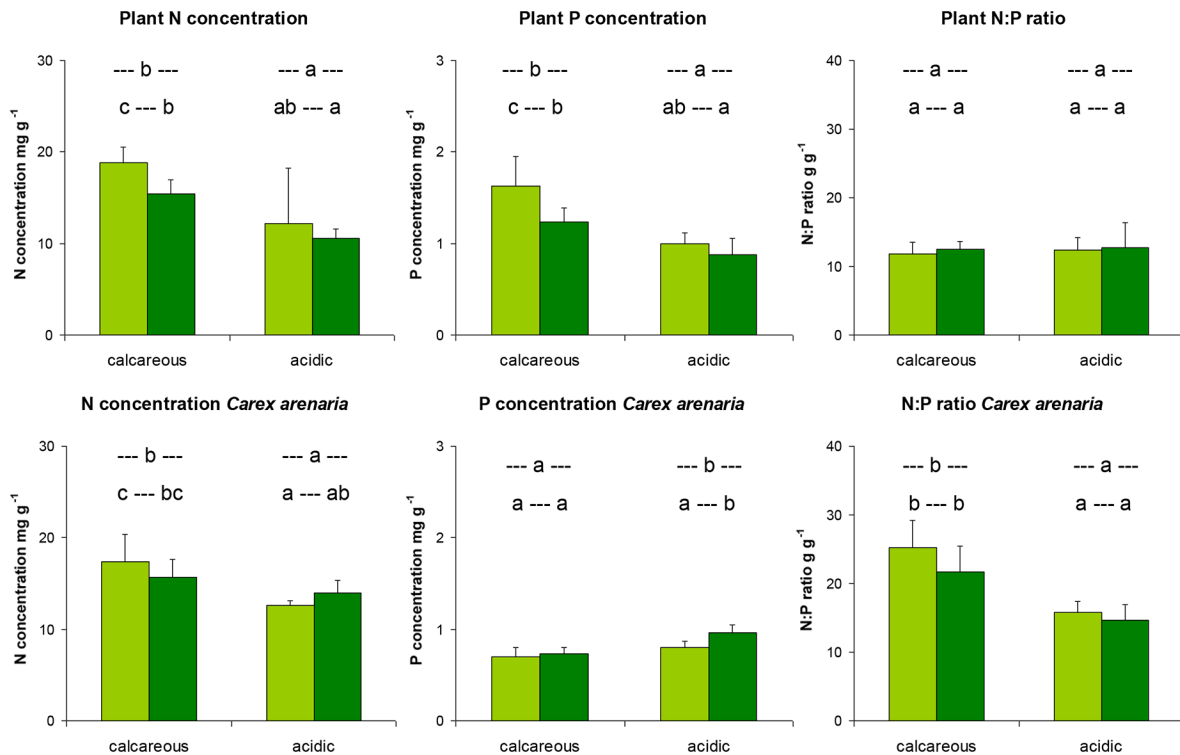 Plant N concentration
N concentration mg g-1
30
20
10
0
--- b ---
--- a ---
c --- b
ab --- a
calcareous
acidic
Plant P concentration
P concentration mg g-1
3
2
1
0
--- b ---
--- a ---
c --- b
ab --- a
calcareous
acidic
Plant N:P ratio
N:P ratio g g-1
40
30
20
10
0
--- a ---
--- a ---
a --- a
a --- a
calcareous
acidic
N concentration Carex arenaria
N concentration mg g-1
30
20
10
0
--- b ---
--- a ---
c --- bc
a --- ab
calcareous
acidic
P concentration Carex arenaria
P concentration mg g-1
3
2
1
0
--- a ---
--- b ---
a --- a
a --- b
calcareous
acidic
N:P ratio Carex arenaria
N:P ratio g g-1
40
30
20
10
0
--- b ---
--- a ---
b --- b
a --- a
calcareous
acidic